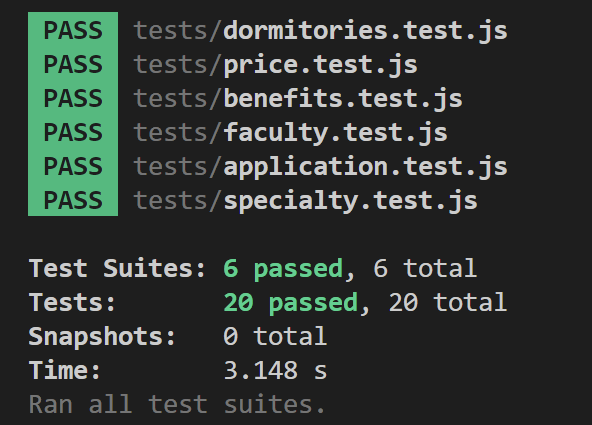 PASS tests/dormitories.test.js
PASS tests/price.test.js
PASS tests/benefits.test.js
PASS tests/faculty.test.js
PASS tests/application.test.js
PASS tests/specialty.test.js
Test Suites: 6 passed, 6 total
Tests: 20 passed, 20 total
Snapshots: 0 total
Time: 3.148 s
Ran all test suites.